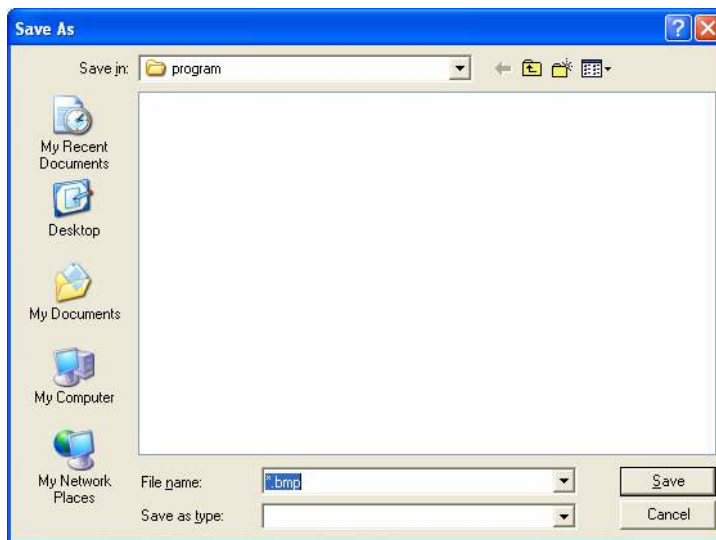 Save As
Save in:
program
My Recent
Documents
Desktop
My Documents
My Computer
My Network
Places
File name:
*.bmp
Save
Save as type:
Cancel